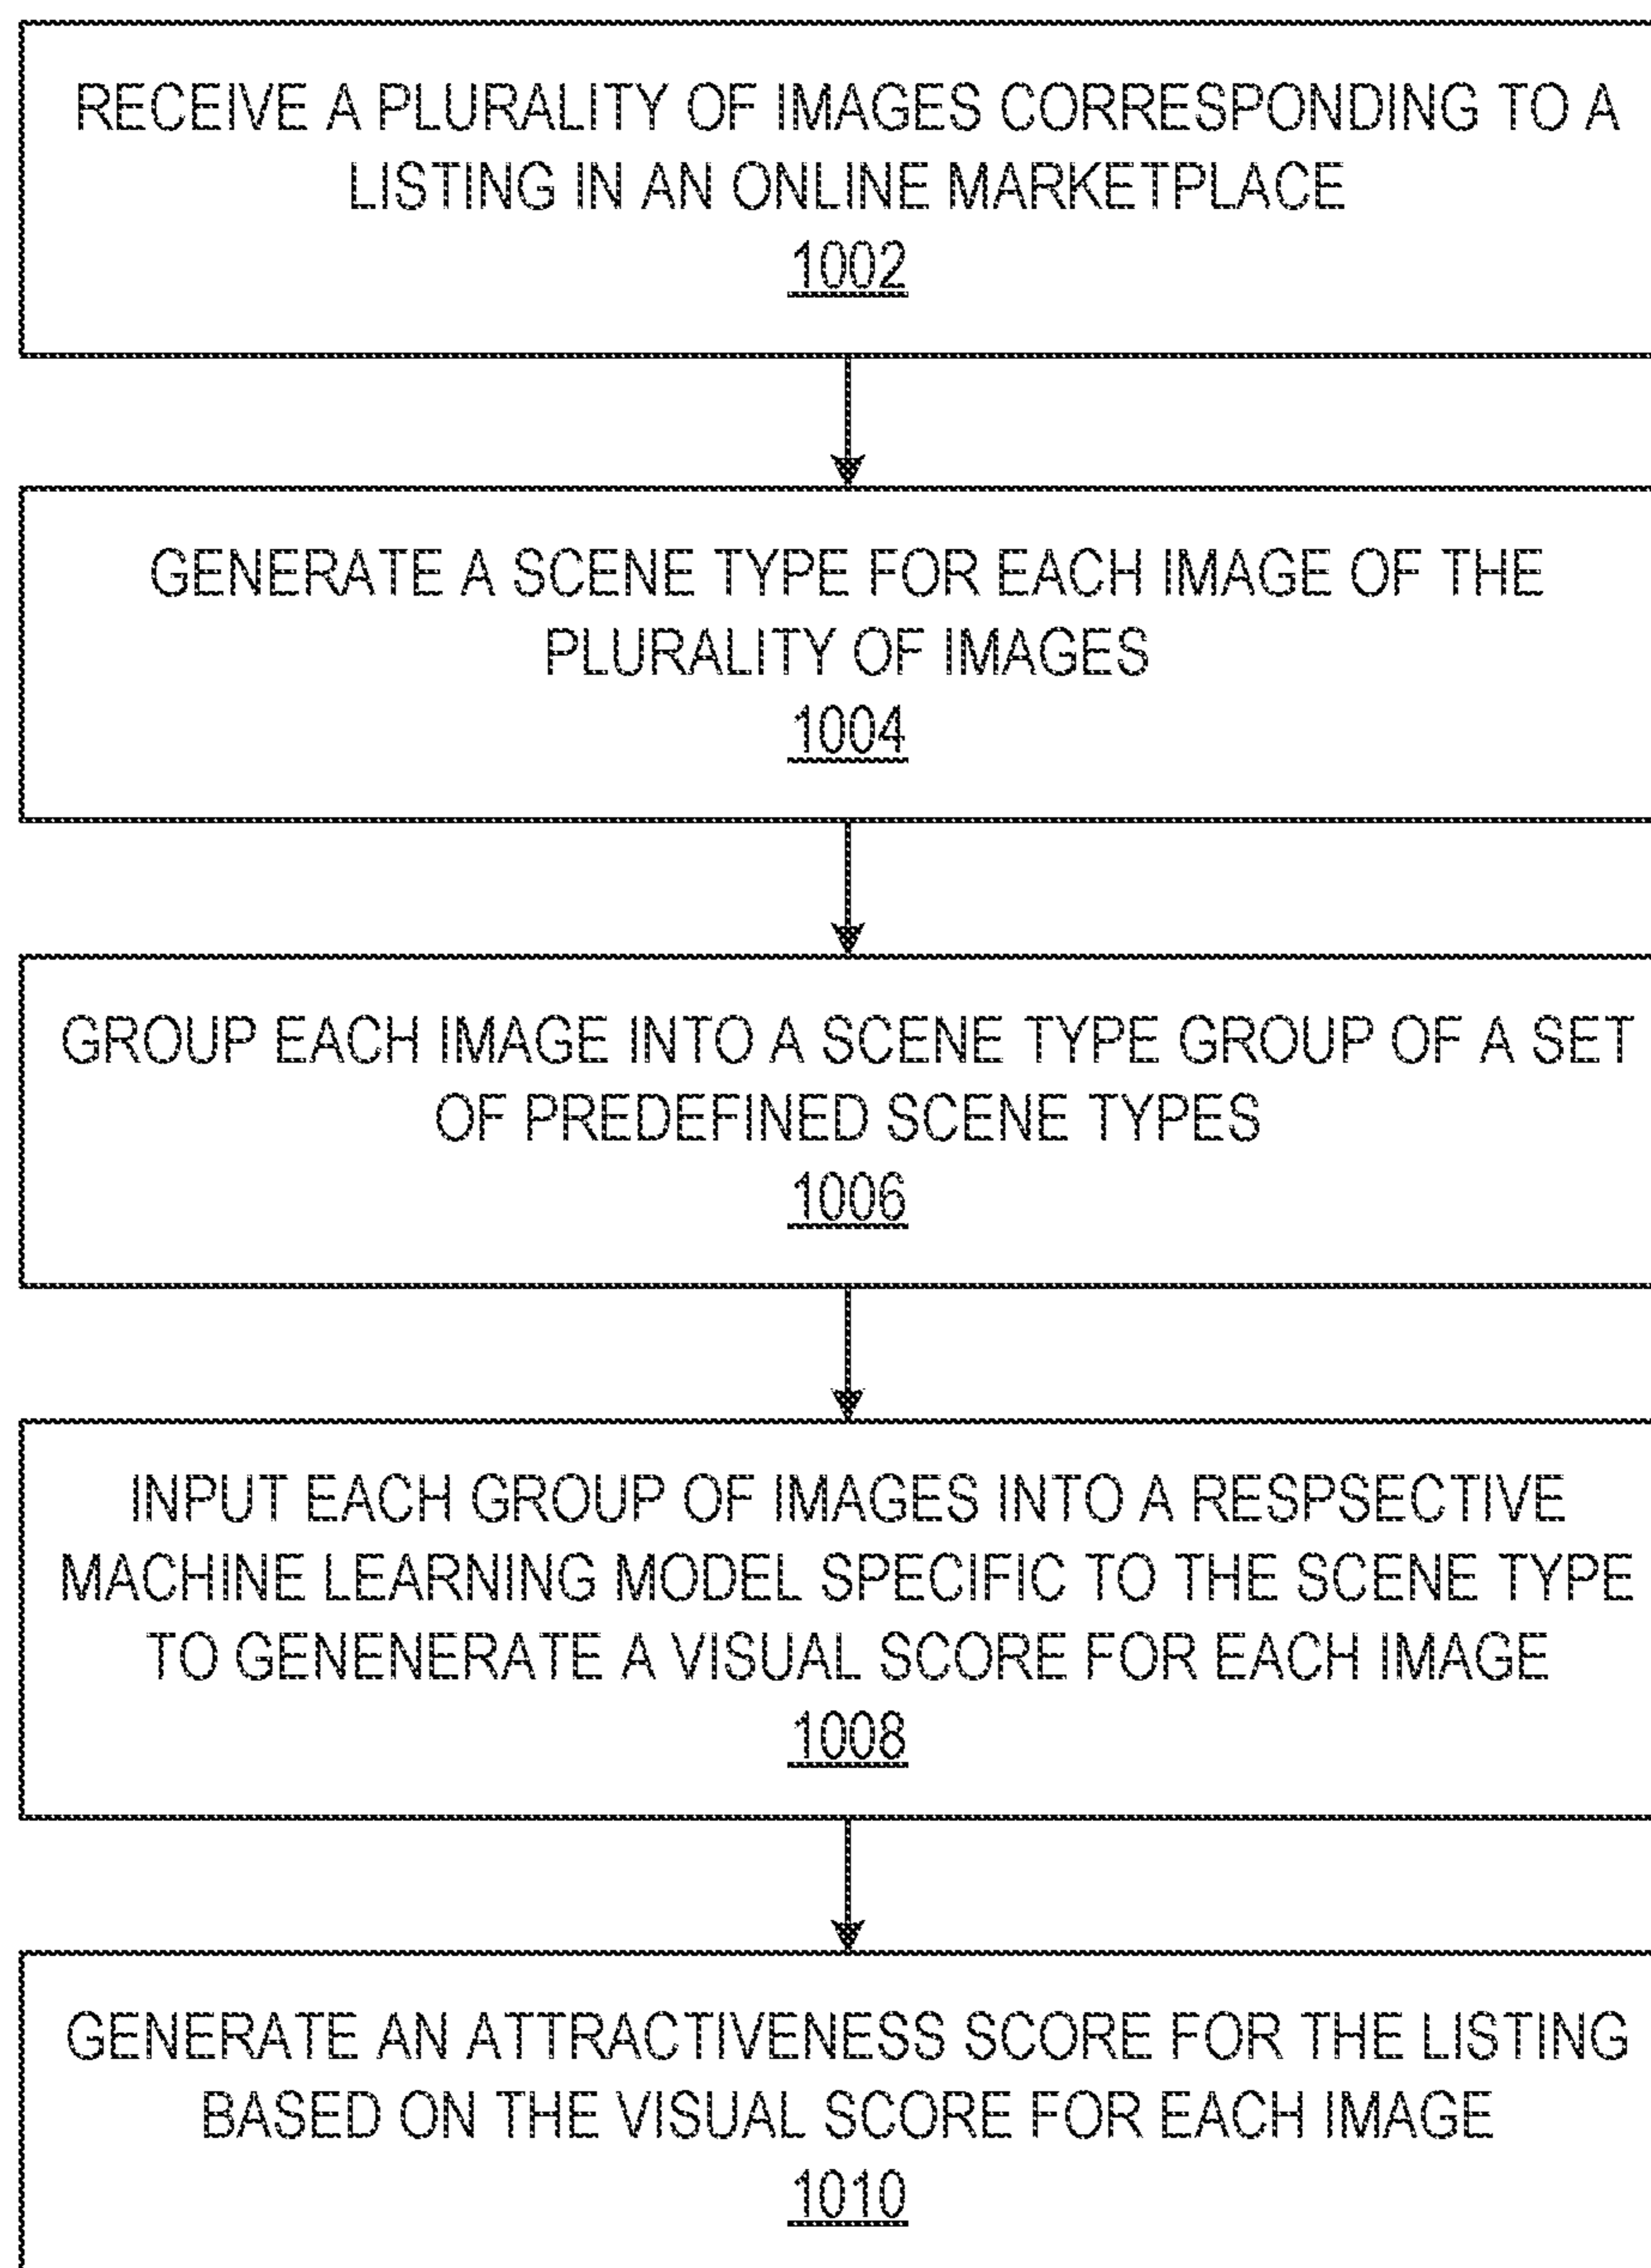 RECEIVE A PLURALITY OF IMAGES CORRESPONDING TO A
LISTING IN AN ONLINE MARKETPLACE
1002
GENERATE A SCENE TYPE FOR EACH IMAGE OF THE
PLURALITY OF IMAGES
1004
GROUP EACH IMAGE INTO A SCENE TYPE GROUP OF A SET
OF PREDEFINED SCENE TYPES
1006
INPUT EACH GROUP OF IMAGES INTO A RESPSECTIVE
MACHINE LEARNING MODEL SPECIFIC TO THE SCENE TYPE
TO GENENERATE A VISUAL SCORE FOR EACH IMAGE
1008
GENERATE AN ATTRACTIVENESS SCORE FOR THE LISTING
BASED ON THE VISUAL SCORE FOR EACH IMAGE
1010